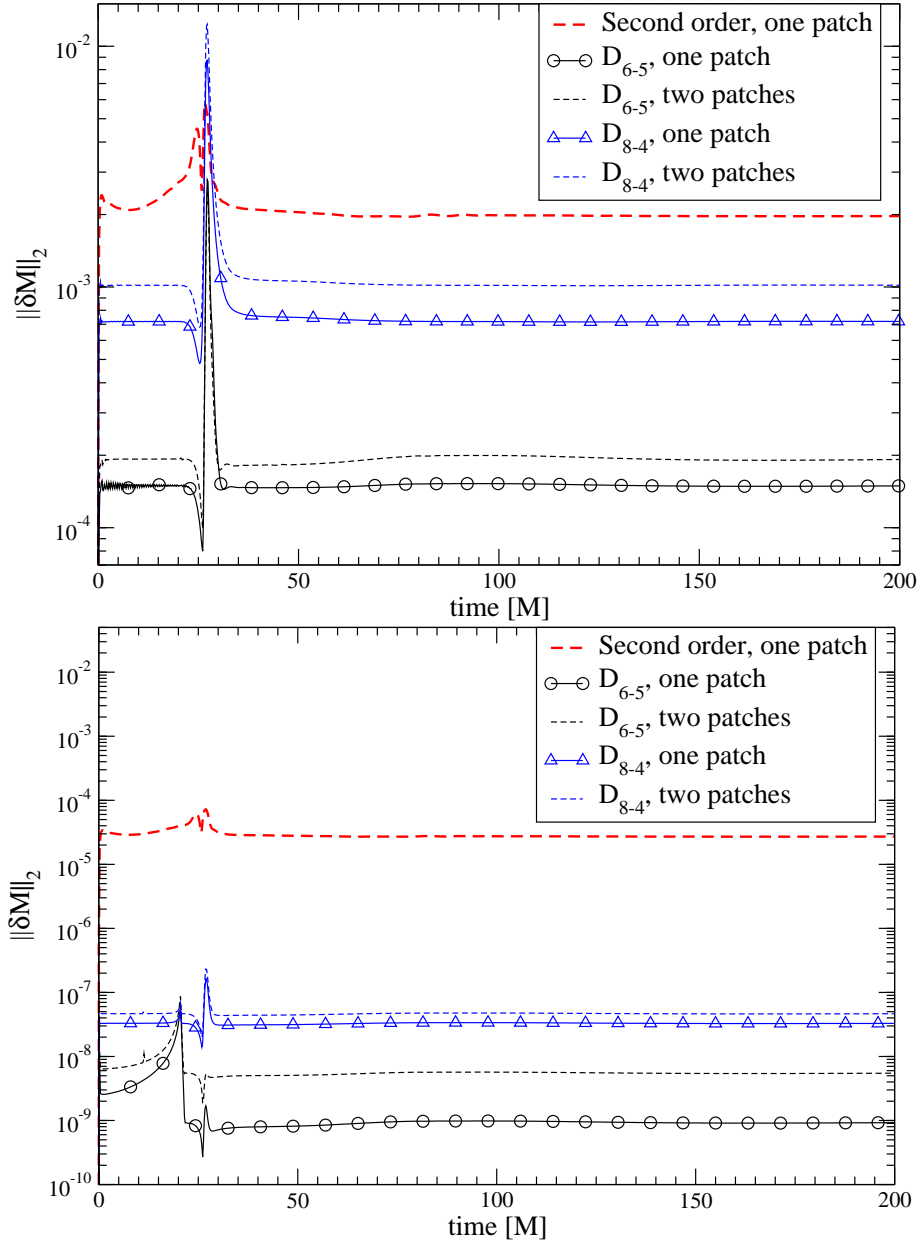 10⁻²
10⁻³
10⁻⁴
||δM||₂
Second order, one patch
D₆₋₅, one patch
D₆₋₅, two patches
D₈₋₄, one patch
D₈₋₄, two patches
0 50 100 150 200
time [M]
10⁻²
10⁻³
10⁻⁴
10⁻⁵
10⁻⁶
10⁻⁷
10⁻⁸
10⁻⁹
10⁻¹⁰
||δM||₂
Second order, one patch
D₆₋₅, one patch
D₆₋₅, two patches
D₈₋₄, one patch
D₈₋₄, two patches
0 50 100 150 200
time [M]